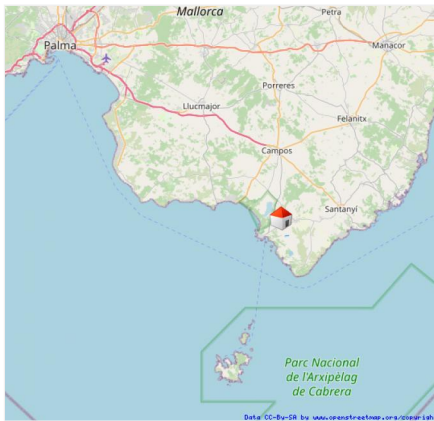 Mallorca
Petra
Palma
Manacor
Porreres
Llucmajor
Felanitx
Campos
Santanyí
Parc Nacional
de l'Arxipèlag
de Cabrera
Data CC-By-SA by www.openstreetmap.org/copyrigh